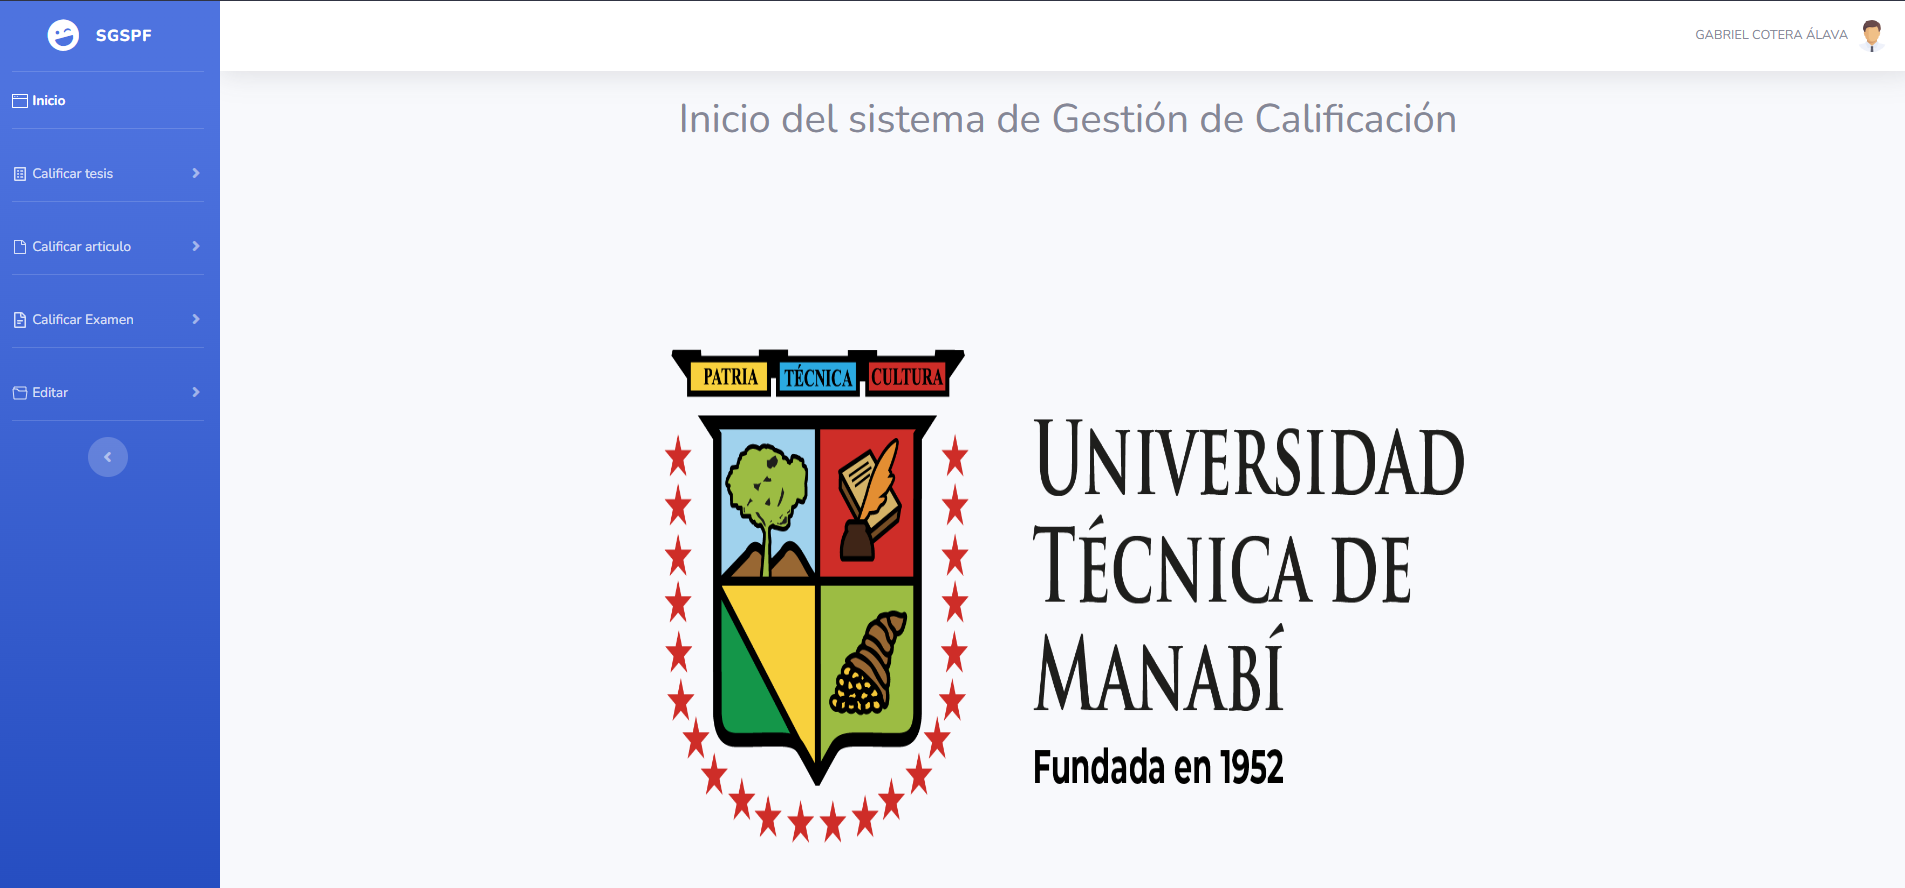 SGSPF
GABRIEL COTERA ÁLAVA
Inicio
Calificar tesis
Calificar articulo
Calificar Examen
Editar
Inicio del sistema de Gestión de Calificación
PATRIA TÉCNICA CULTURA
UNIVERSIDAD
TÉCNICA DE
MANABÍ
Fundada en 1952